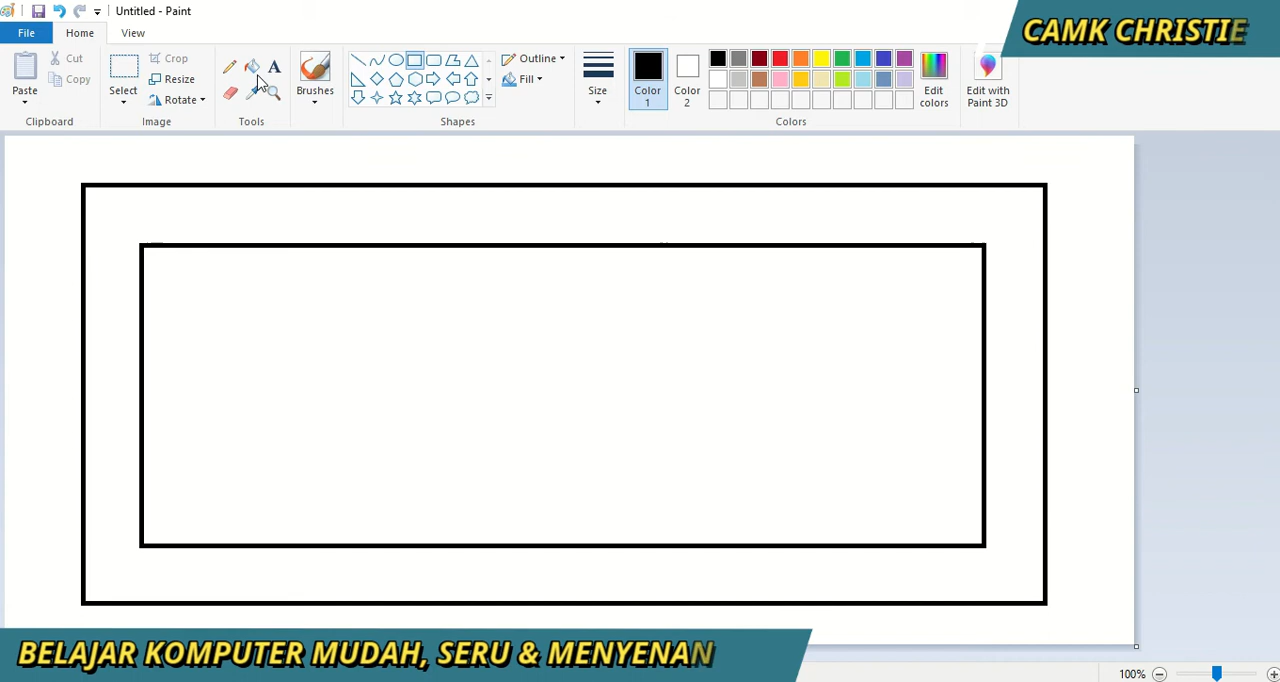 Untitled - Paint
CAMK CHRISTIE
File Home View
Paste
Cut
Copy
Clipboard
Select
Crop
Resize
Rotate
Image
A
Tools
Brushes
Outline
Fill
Shapes
Size
Color 1
Color 2
Edit colors
Colors
Edit with Paint 3D
BELAJAR KOMPUTER MUDAH, SERU & MENYENAN
100%